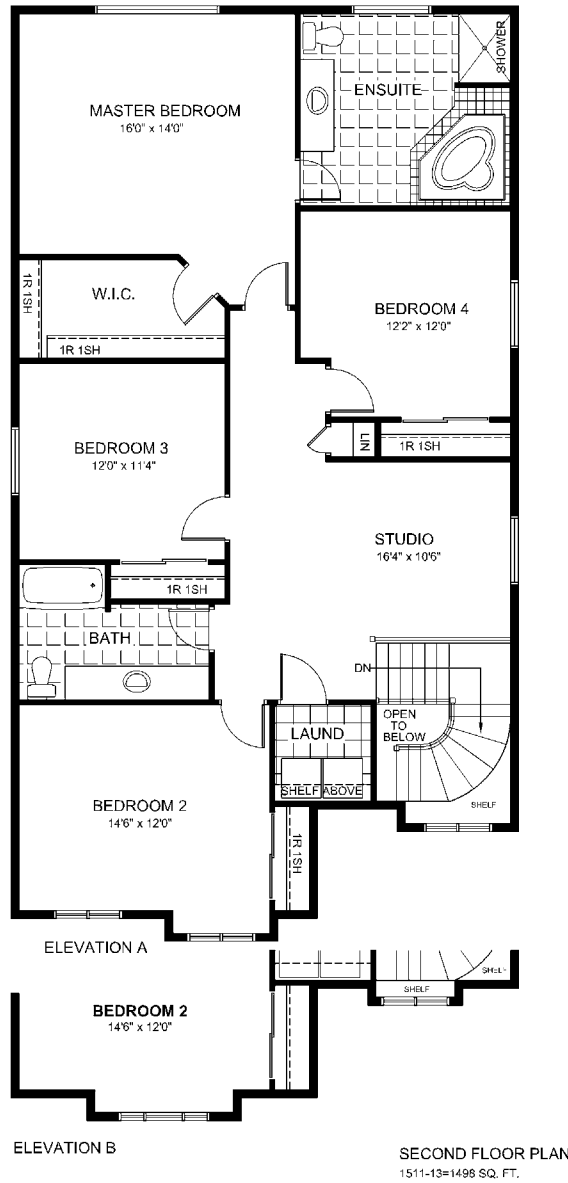 SHOWER
ENSUITE
MASTER BEDROOM
16'0" x 14'0"
1R 1SH
W.I.C.
1R 1SH
BEDROOM 4
12'2" x 12'0"
LIN
1R 1SH
BEDROOM 3
12'0" x 11'4"
STUDIO
16'4" x 10'6"
1R 1SH
BATH
DN
OPEN
TO
BELOW
LAUND
SHELF ABOVE
SHELF
BEDROOM 2
14'6" x 12'0"
1R 1SH
ELEVATION A
SHELF
SHELF
BEDROOM 2
14'6" x 12'0"
ELEVATION B
SECOND FLOOR PLAN
1511-13=1498 SQ. FT.